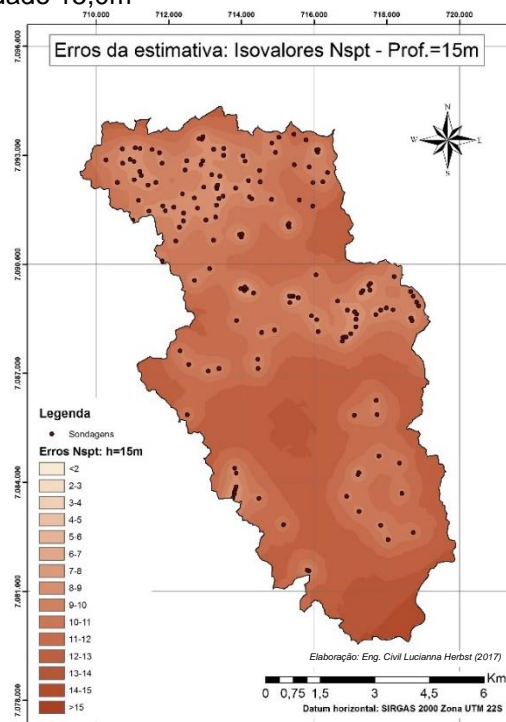 dade 15,0m
710.000 712.000 714.000 716.000 718.000 720.000
Erros da estimativa: Isovalores Nspt - Prof.=15m
7.096.000
7.093.000
7.090.000
7.087.000
7.084.000
7.081.000
7.078.000
N
W E
S
Legenda
Sondagens
Erros Nspt: h=15m
<2
2-3
3-4
4-5
5-6
6-7
7-8
8-9
9-10
10-11
11-12
12-13
13-14
14-15
>15
Elaboração: Eng. Civil Lucianna Herbst (2017)
Km
0 0,75 1,5 3 4,5 6
Datum horizontal: SIRGAS 2000 Zona UTM 22S